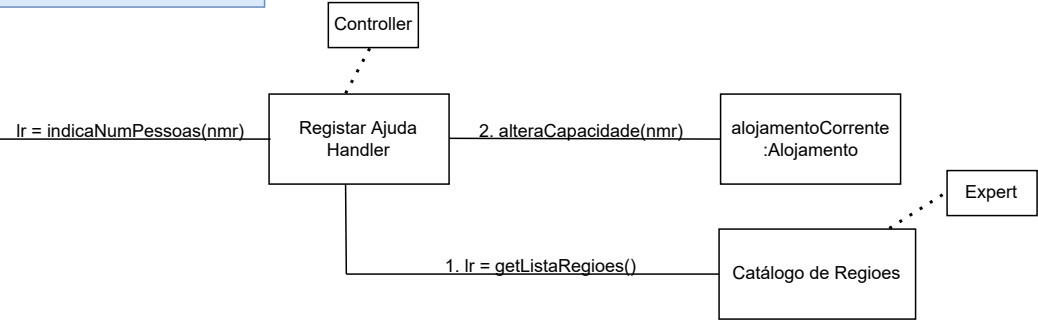 Controller
lr = indicaNumPessoas(nmr)
Registar Ajuda
Handler
2. alteraCapacidade(nmr)
alojamentoCorrente
:Alojamento
Expert
1. lr = getListaRegioes()
Catálogo de Regioes